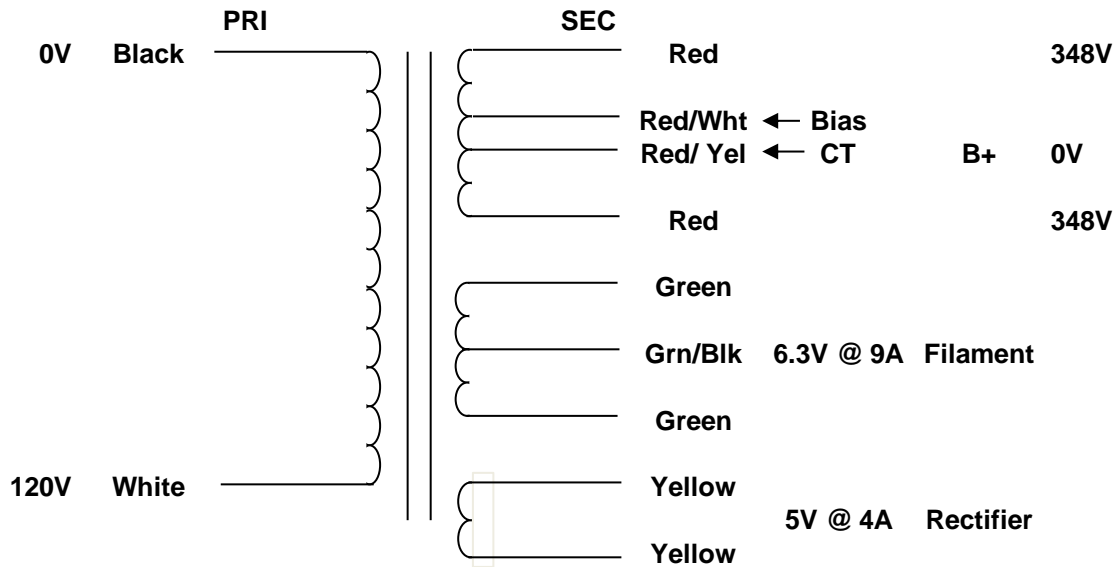 PRI SEC
0V Black Red 348V
Red/Wht Bias
Red/ Yel CT B+ 0V
Red 348V
Green
Grn/Blk 6.3V @ 9A Filament
Green
120V White Yellow
5V @ 4A Rectifier
Yellow